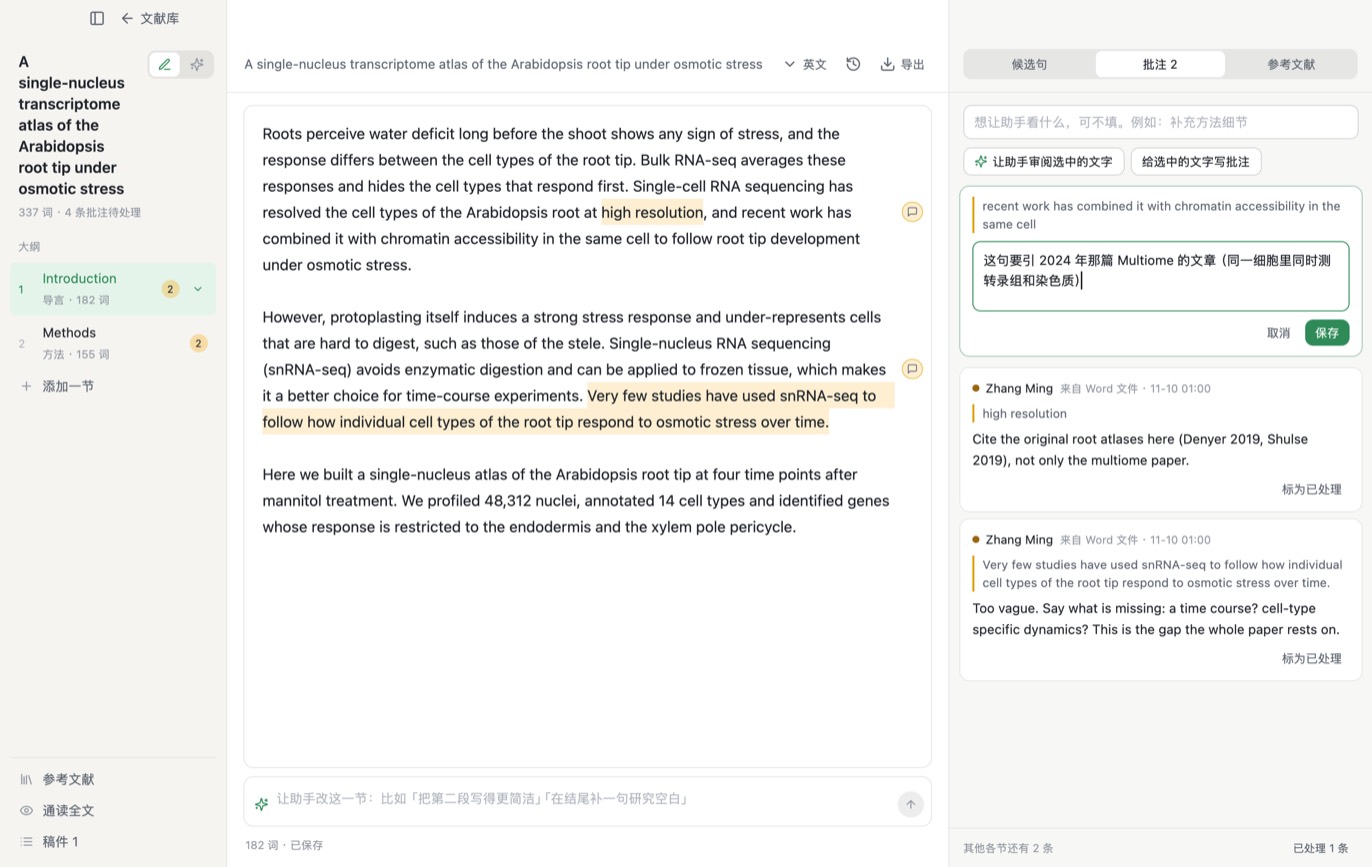 文献库
A
single-nucleus
transcriptome
atlas of the
Arabidopsis
root tip under
osmotic stress
337 词 · 4 条批注待处理
大纲
1 Introduction 2
导言 · 182 词
2 Methods 2
方法 · 155 词
添加一节
参考文献
通读全文
稿件 1
A single-nucleus transcriptome atlas of the Arabidopsis root tip under osmotic stress 英文 导出
Roots perceive water deficit long before the shoot shows any sign of stress, and the
response differs between the cell types of the root tip. Bulk RNA-seq averages these
responses and hides the cell types that respond first. Single-cell RNA sequencing has
resolved the cell types of the Arabidopsis root at high resolution, and recent work has
combined it with chromatin accessibility in the same cell to follow root tip development
under osmotic stress.
However, protoplasting itself induces a strong stress response and under-represents cells
that are hard to digest, such as those of the stele. Single-nucleus RNA sequencing
(snRNA-seq) avoids enzymatic digestion and can be applied to frozen tissue, which makes
it a better choice for time-course experiments. Very few studies have used snRNA-seq to
follow how individual cell types of the root tip respond to osmotic stress over time.
Here we built a single-nucleus atlas of the Arabidopsis root tip at four time points after
mannitol treatment. We profiled 48,312 nuclei, annotated 14 cell types and identified genes
whose response is restricted to the endodermis and the xylem pole pericycle.
让助手改这一节：比如「把第二段写得更简洁」「在结尾补一句研究空白」
182 词 · 已保存
候选句 批注 2 参考文献
想让助手看什么，可不填。例如：补充方法细节
让助手审阅选中的文字 给选中的文字写批注
recent work has combined it with chromatin accessibility in the
same cell
这句要引 2024 年那篇 Multiome 的文章 (同一细胞里同时测
转录组和染色质)
取消 保存
Zhang Ming 来自 Word 文件 · 11-10 01:00
high resolution
Cite the original root atlases here (Denyer 2019, Shulse
2019), not only the multiome paper.
标为已处理
Zhang Ming 来自 Word 文件 · 11-10 01:00
Very few studies have used snRNA-seq to follow how individual
cell types of the root tip respond to osmotic stress over time.
Too vague. Say what is missing: a time course? cell-type
specific dynamics? This is the gap the whole paper rests on.
标为已处理
其他各节还有 2 条 已处理 1 条